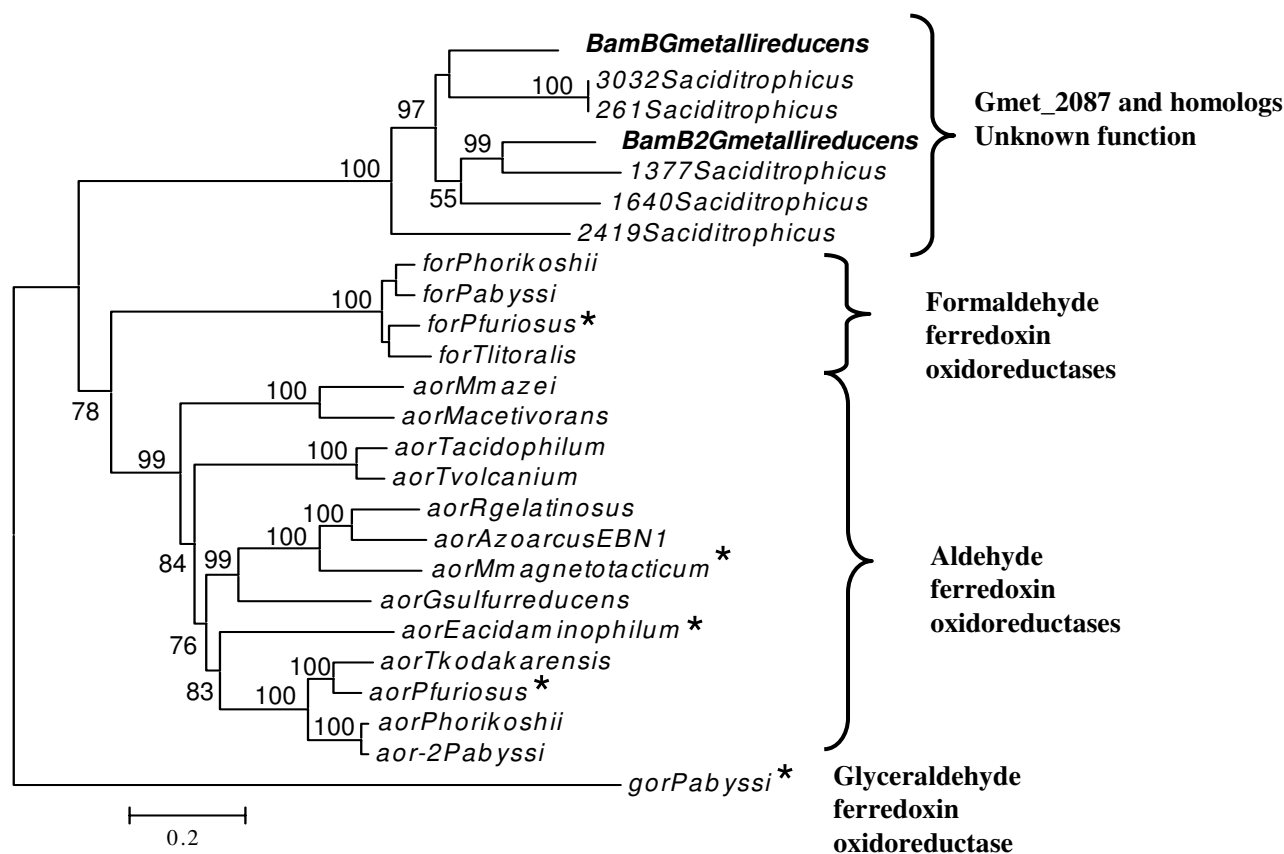 BamBGmetallireducens
100
3032Saciditrophicus
261Saciditrophicus
97
BamB2Gmetallireducens
99
1377Saciditrophicus
100
55
1640Saciditrophicus
2419Saciditrophicus
Gmet_2087 and homologs
Unknown function
forPhorikoshii
100
forPabyssi
forPfuriosus*
forTlitoralis
Formaldehyde
ferredoxin
oxidoreductases
78
100
aorMmazei
aorMacetivorans
99
100
aorTacidophilum
aorTvolcanium
100
aorRgelatinosus
100
aorAzoarcusEBN1
84
99
aorMmagnetotacticum*
aorGsulfurreducens
76
aorEacidaminophilum*
100
aorTkodakarensis
83
100
aorPfuriosus*
100
aorPhorikoshii
aor-2Pabyssi
Aldehyde
ferredoxin
oxidoreductases
gorPabyssi*
Glyceraldehyde
ferredoxin
oxidoreductase
0.2